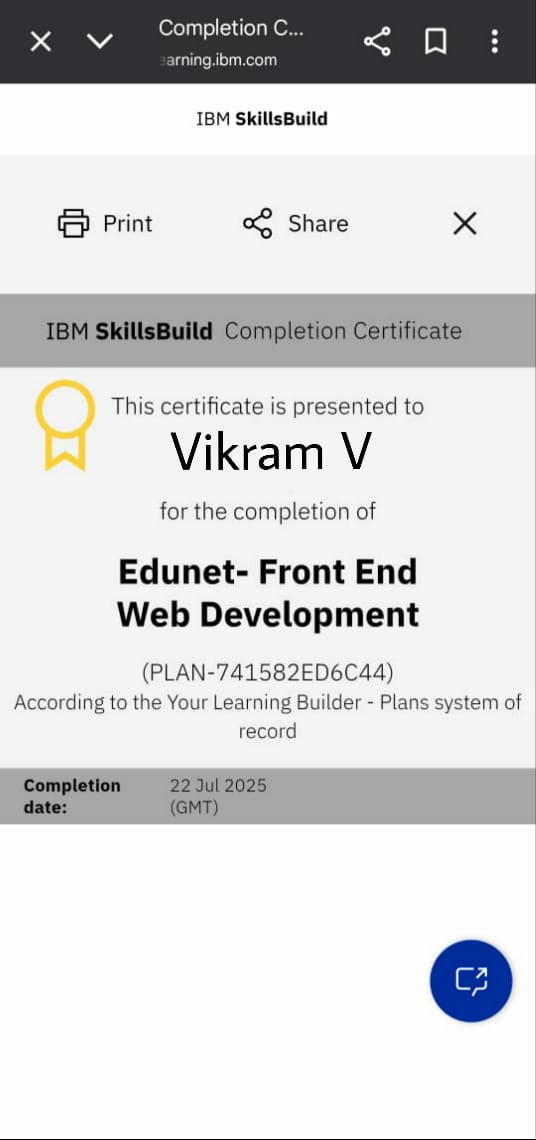 Completion C...
earning.ibm.com
IBM SkillsBuild
Print
Share
IBM SkillsBuild Completion Certificate
This certificate is presented to
Vikram V
for the completion of
Edunet- Front End
Web Development
(PLAN-741582ED6C44)
According to the Your Learning Builder - Plans system of
record
Completion date:
22 Jul 2025 (GMT)